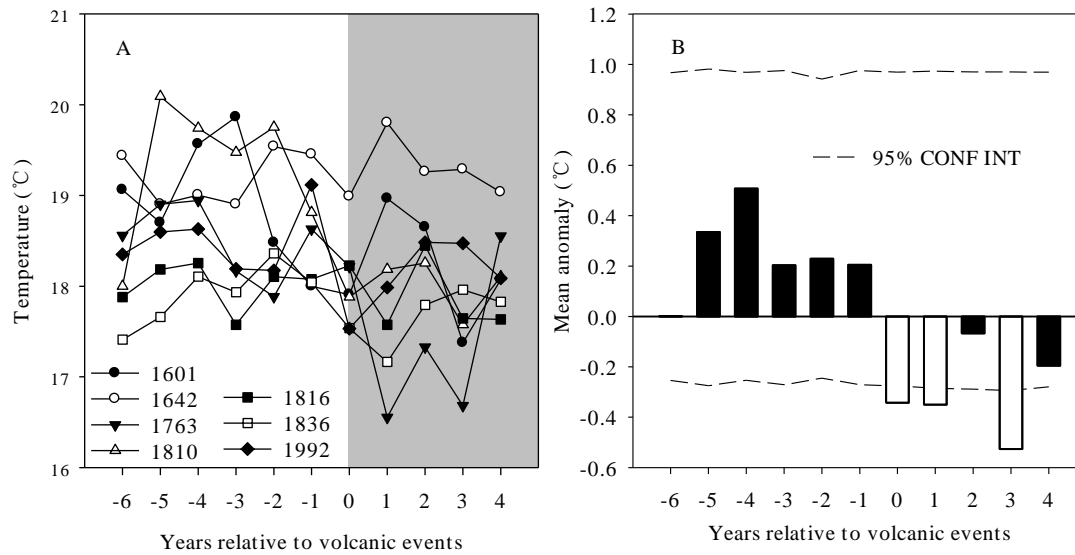 A
Temperature (℃)
21
20
19
18
17
16
1601
1642
1763
1810
1816
1836
1992
-6 -5 -4 -3 -2 -1 0 1 2 3 4
Years relative to volcanic events
B
Mean anomaly (℃)
1.2
1.0
0.8
0.6
0.4
0.2
0.0
-0.2
-0.4
-0.6
95% CONF INT
-6 -5 -4 -3 -2 -1 0 1 2 3 4
Years relative to volcanic events